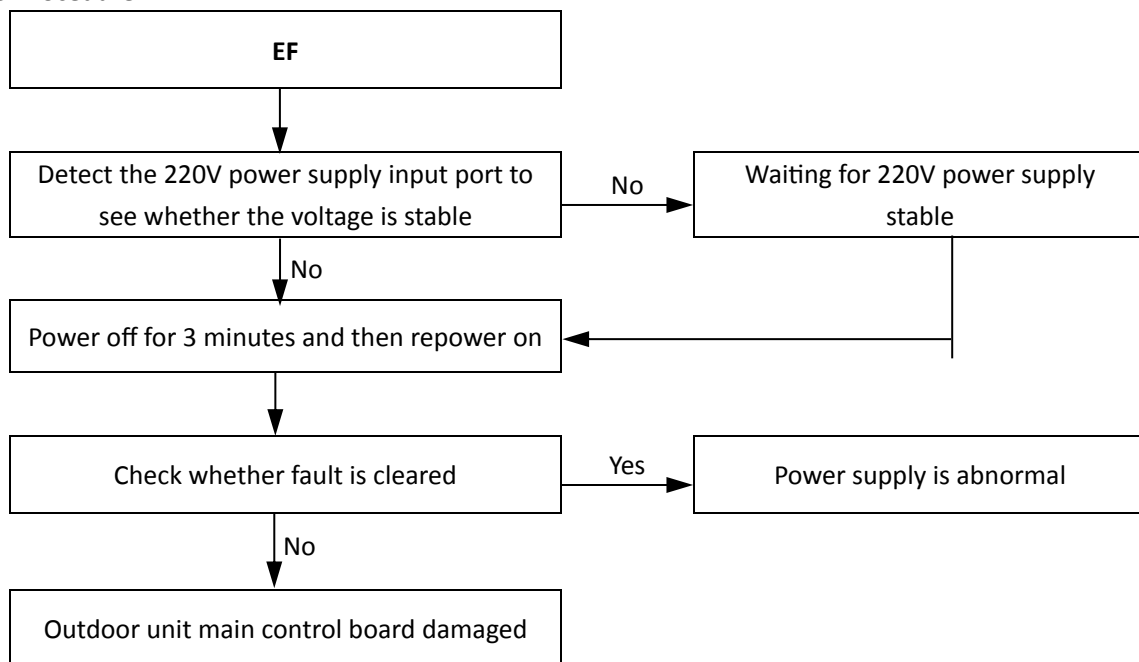 EF
Detect the 220V power supply input port to
see whether the voltage is stable
No
Waiting for 220V power supply
stable
No
Power off for 3 minutes and then repower on
Check whether fault is cleared
Yes
Power supply is abnormal
No
Outdoor unit main control board damaged